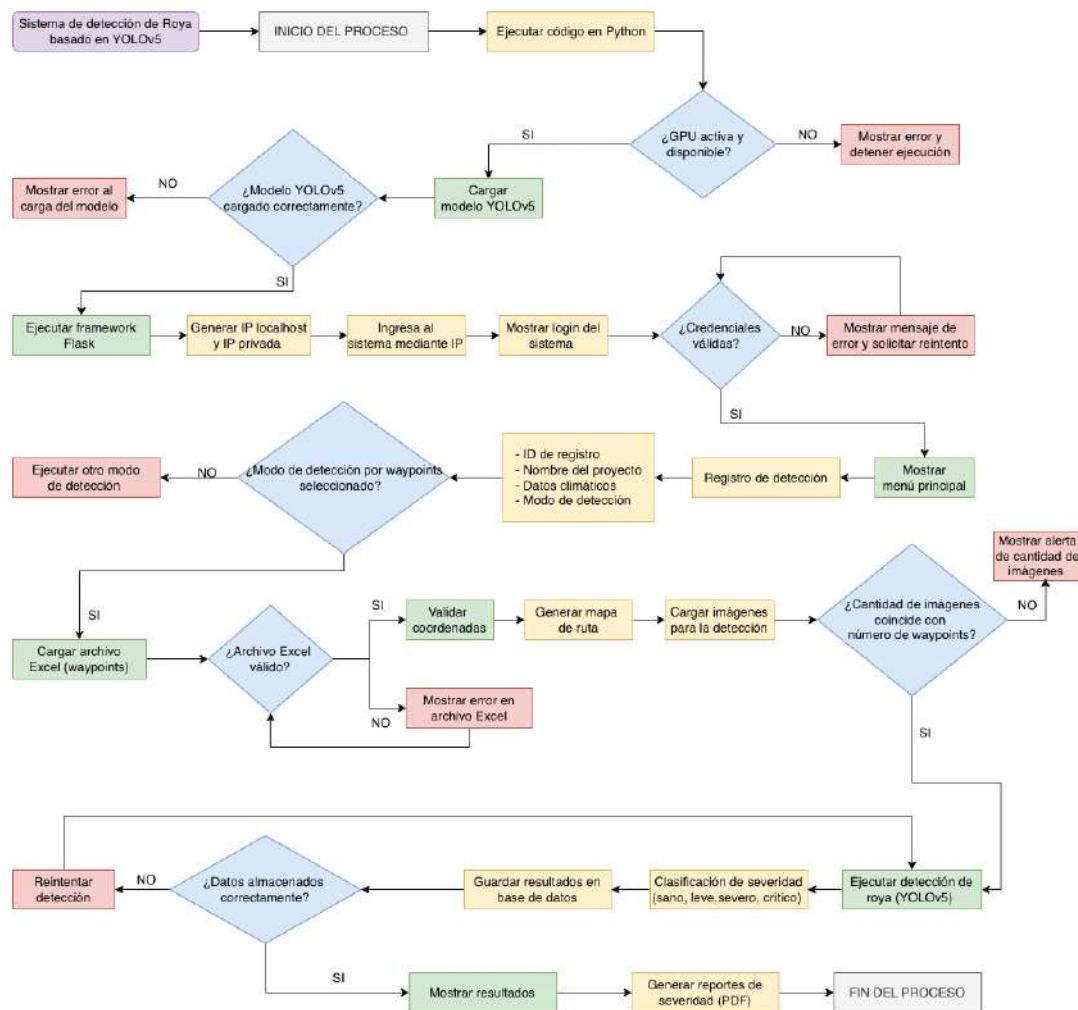 Sistema de detección de Roya
basado en YOLOv5
INICIO DEL PROCESO
Ejecutar código en Python
¿GPU activa y
disponible?
SI
NO
Mostrar error y
detener ejecución
Cargar
modelo YOLOv5
¿Modelo YOLOv5
cargado correctamente?
NO
Mostrar error al
carga del modelo
SI
Ejecutar framework
Flask
Generar IP localhost
y IP privada
Ingresa al
sistema mediante IP
Mostrar login del
sistema
¿Credenciales
válidas?
NO
Mostrar mensaje de
error y solicitar reintento
SI
Mostrar
menú principal
Registro de detección
- ID de registro
- Nombre del proyecto
- Datos climáticos
- Modo de detección
¿Modo de detección por waypoints
seleccionado?
NO
Ejecutar otro modo
de detección
SI
Cargar archivo
Excel (waypoints)
¿Archivo Excel
válido?
SI
Validar
coordenadas
NO
Mostrar error en
archivo Excel
Generar mapa
de ruta
Cargar imágenes
para la detección
¿Cantidad de imágenes
coincide con
número de waypoints?
NO
Mostrar alerta
de cantidad de
imágenes
SI
Ejecutar detección de
roya (YOLOv5)
Clasificación de severidad
(sano, leve,severo, crítico)
Guardar resultados en
base de datos
¿Datos almacenados
correctamente?
NO
Reintentar
detección
SI
Mostrar resultados
Generar reportes de
severidad (PDF)
FIN DEL PROCESO